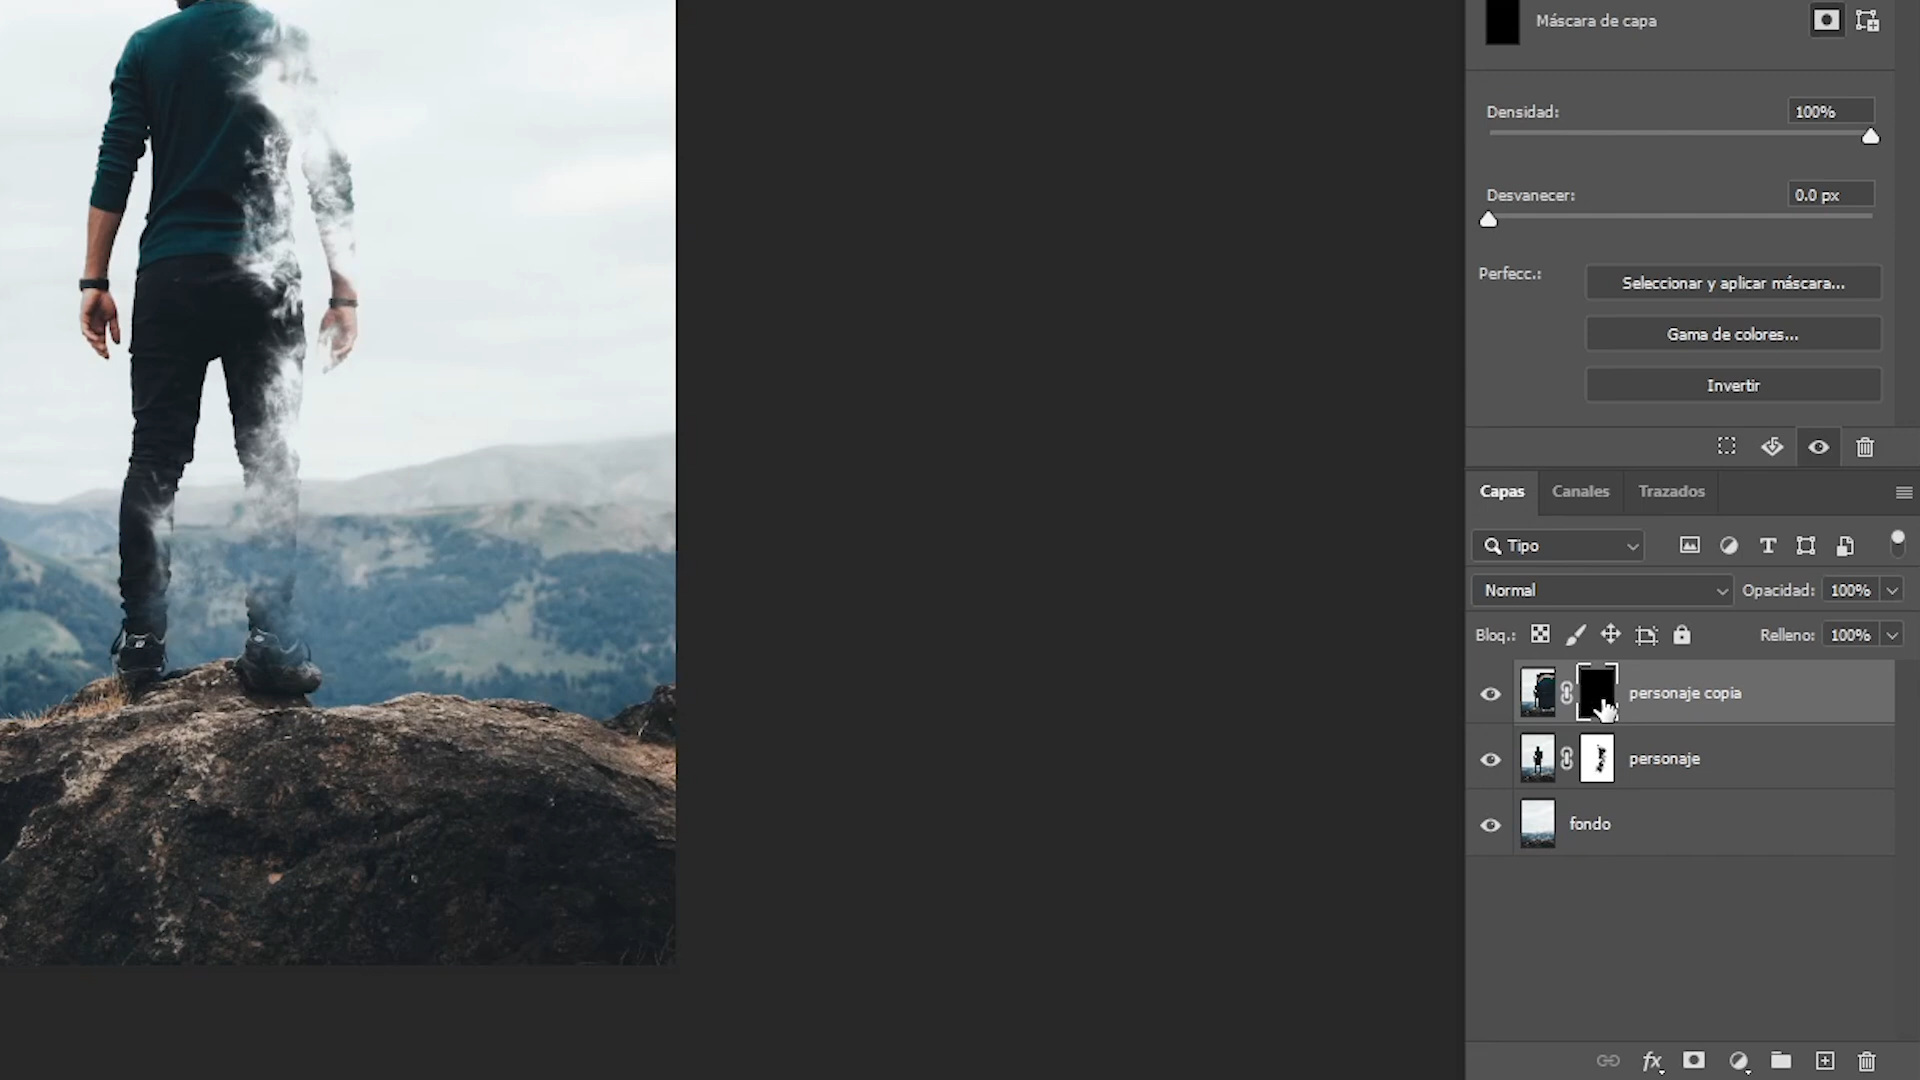 Máscara de capa
Densidad: 100%
Desvanecer: 0.0 px
Perfecc.: Seleccionar y aplicar máscara...
Gama de colores...
Invertir
Capas Canales Trazados
Tipo
Normal Opacidad: 100%
Bloq.: Relleno: 100%
personaje copia
personaje
fondo
fx